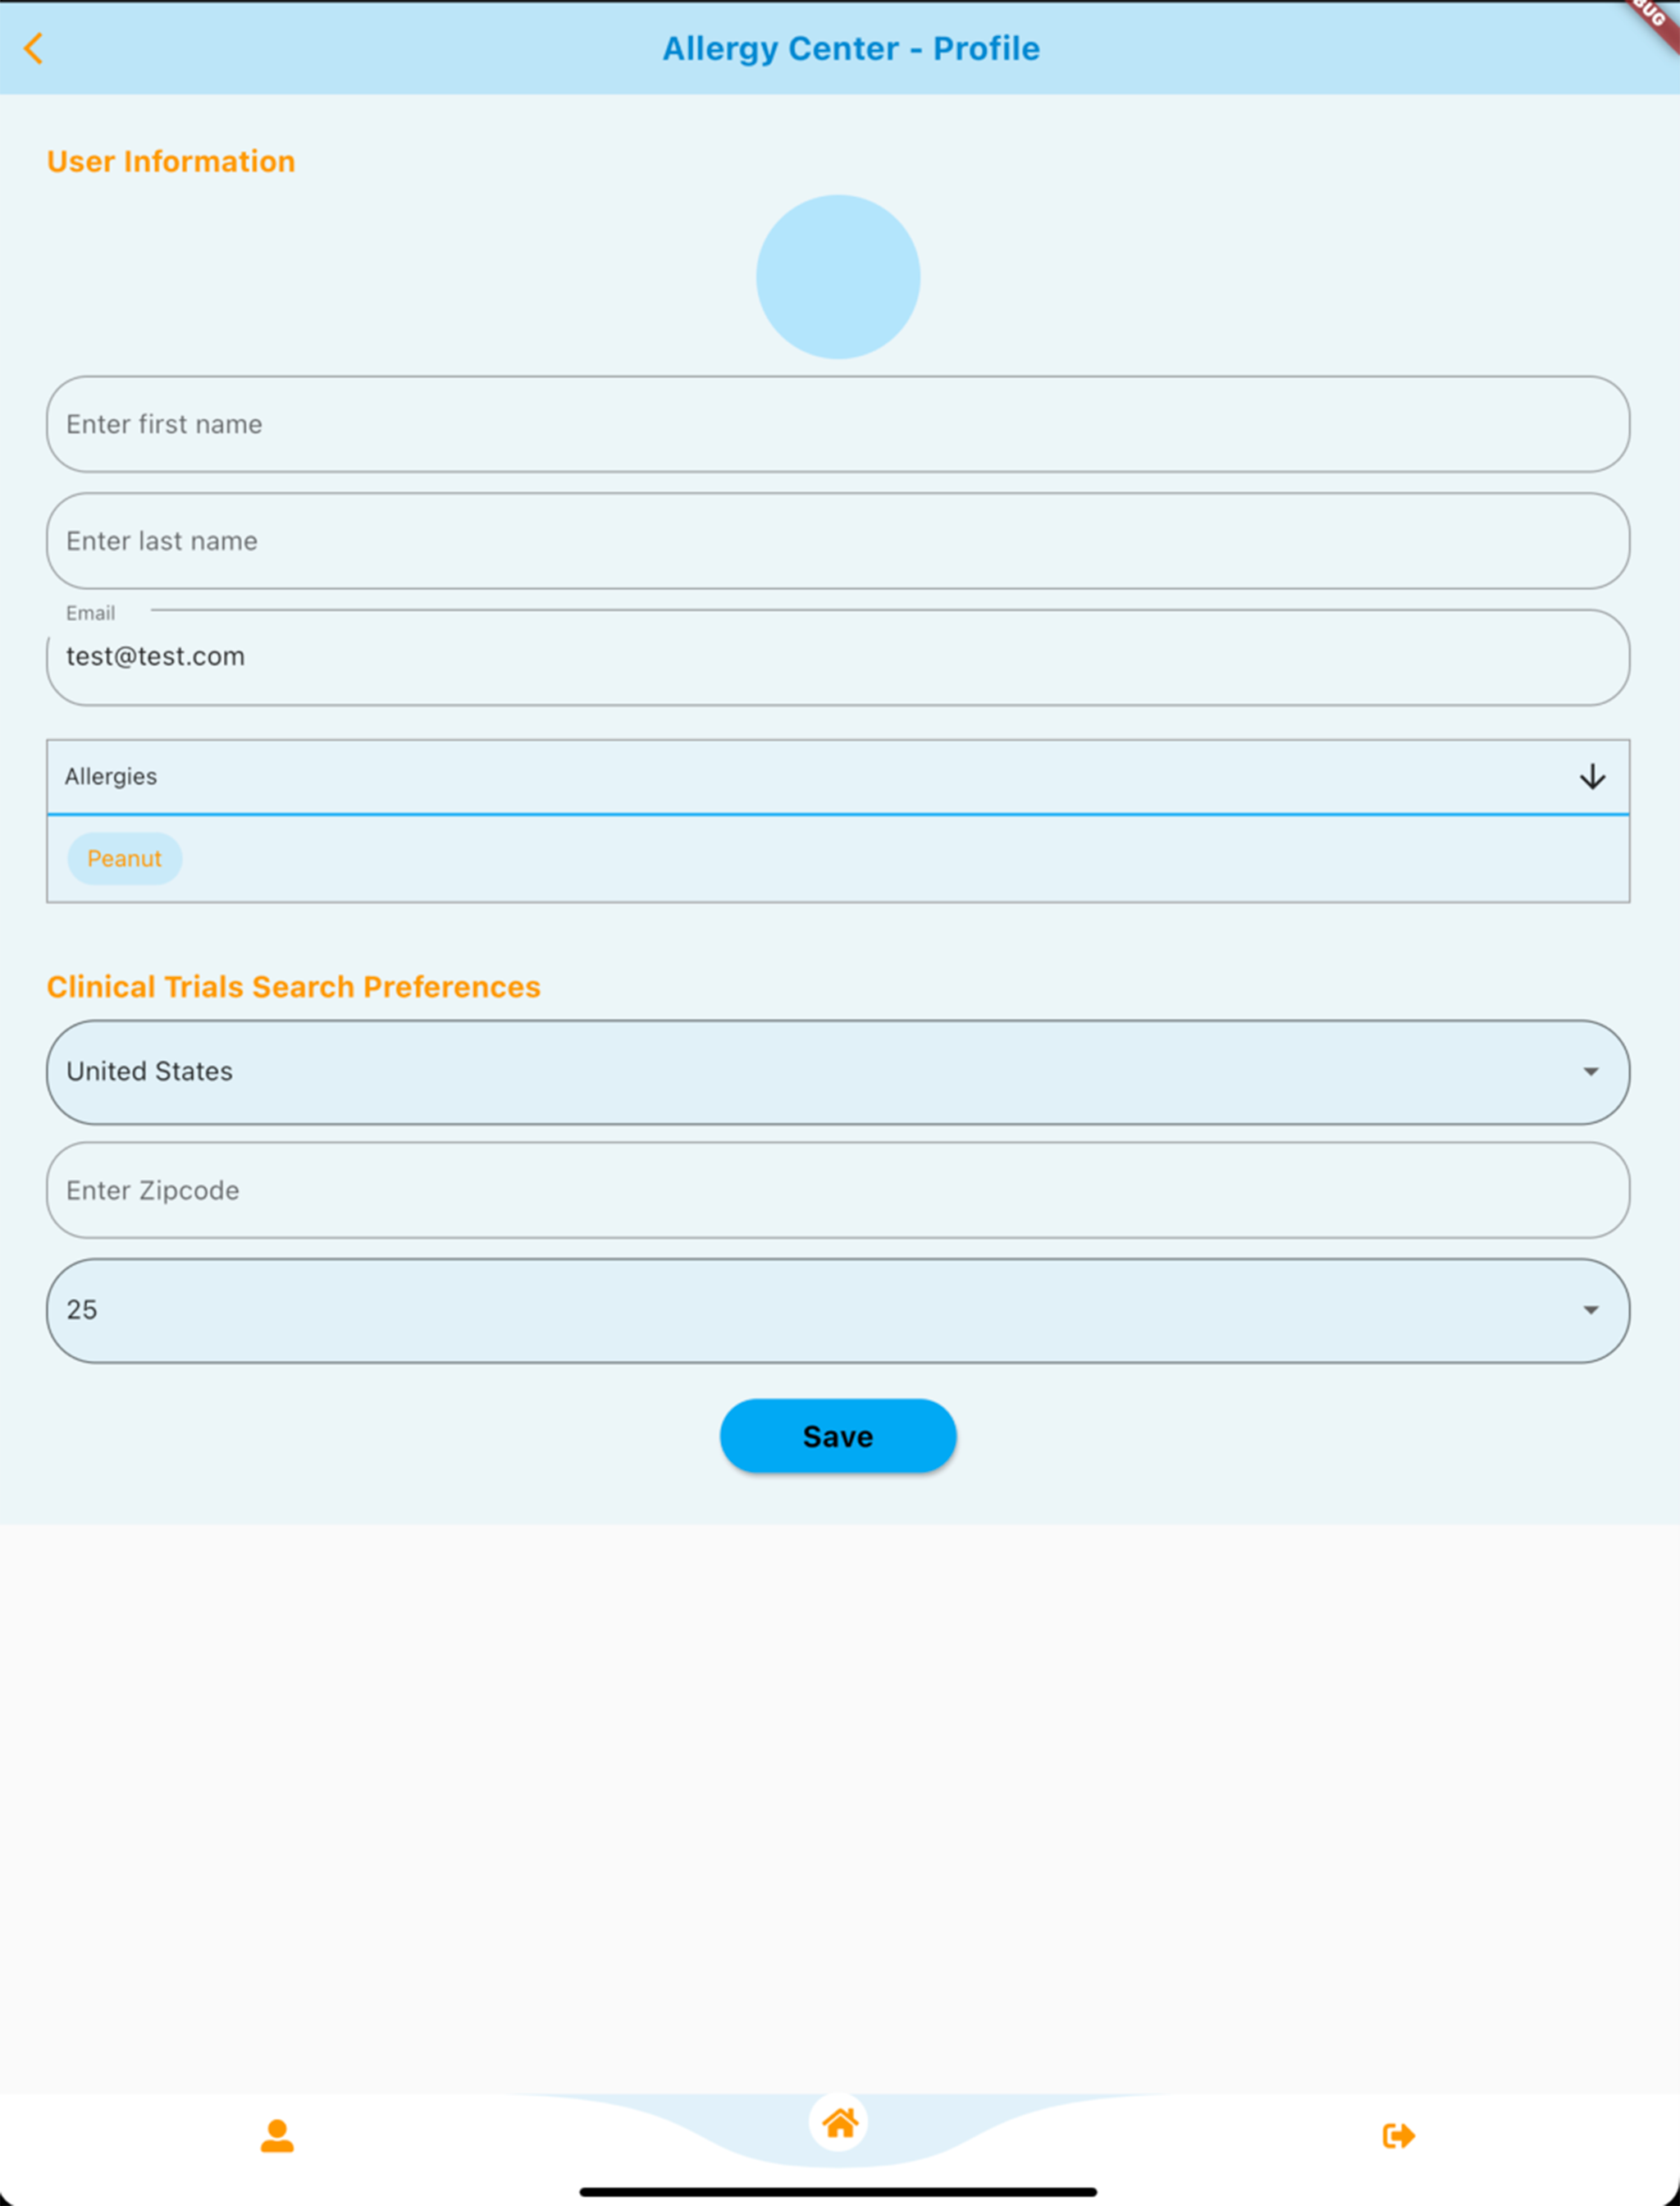 Allergy Center - Profile
BUG
User Information
Enter first name
Enter last name
Email
test@test.com
Allergies
Peanut
Clinical Trials Search Preferences
United States
Enter Zipcode
25
Save